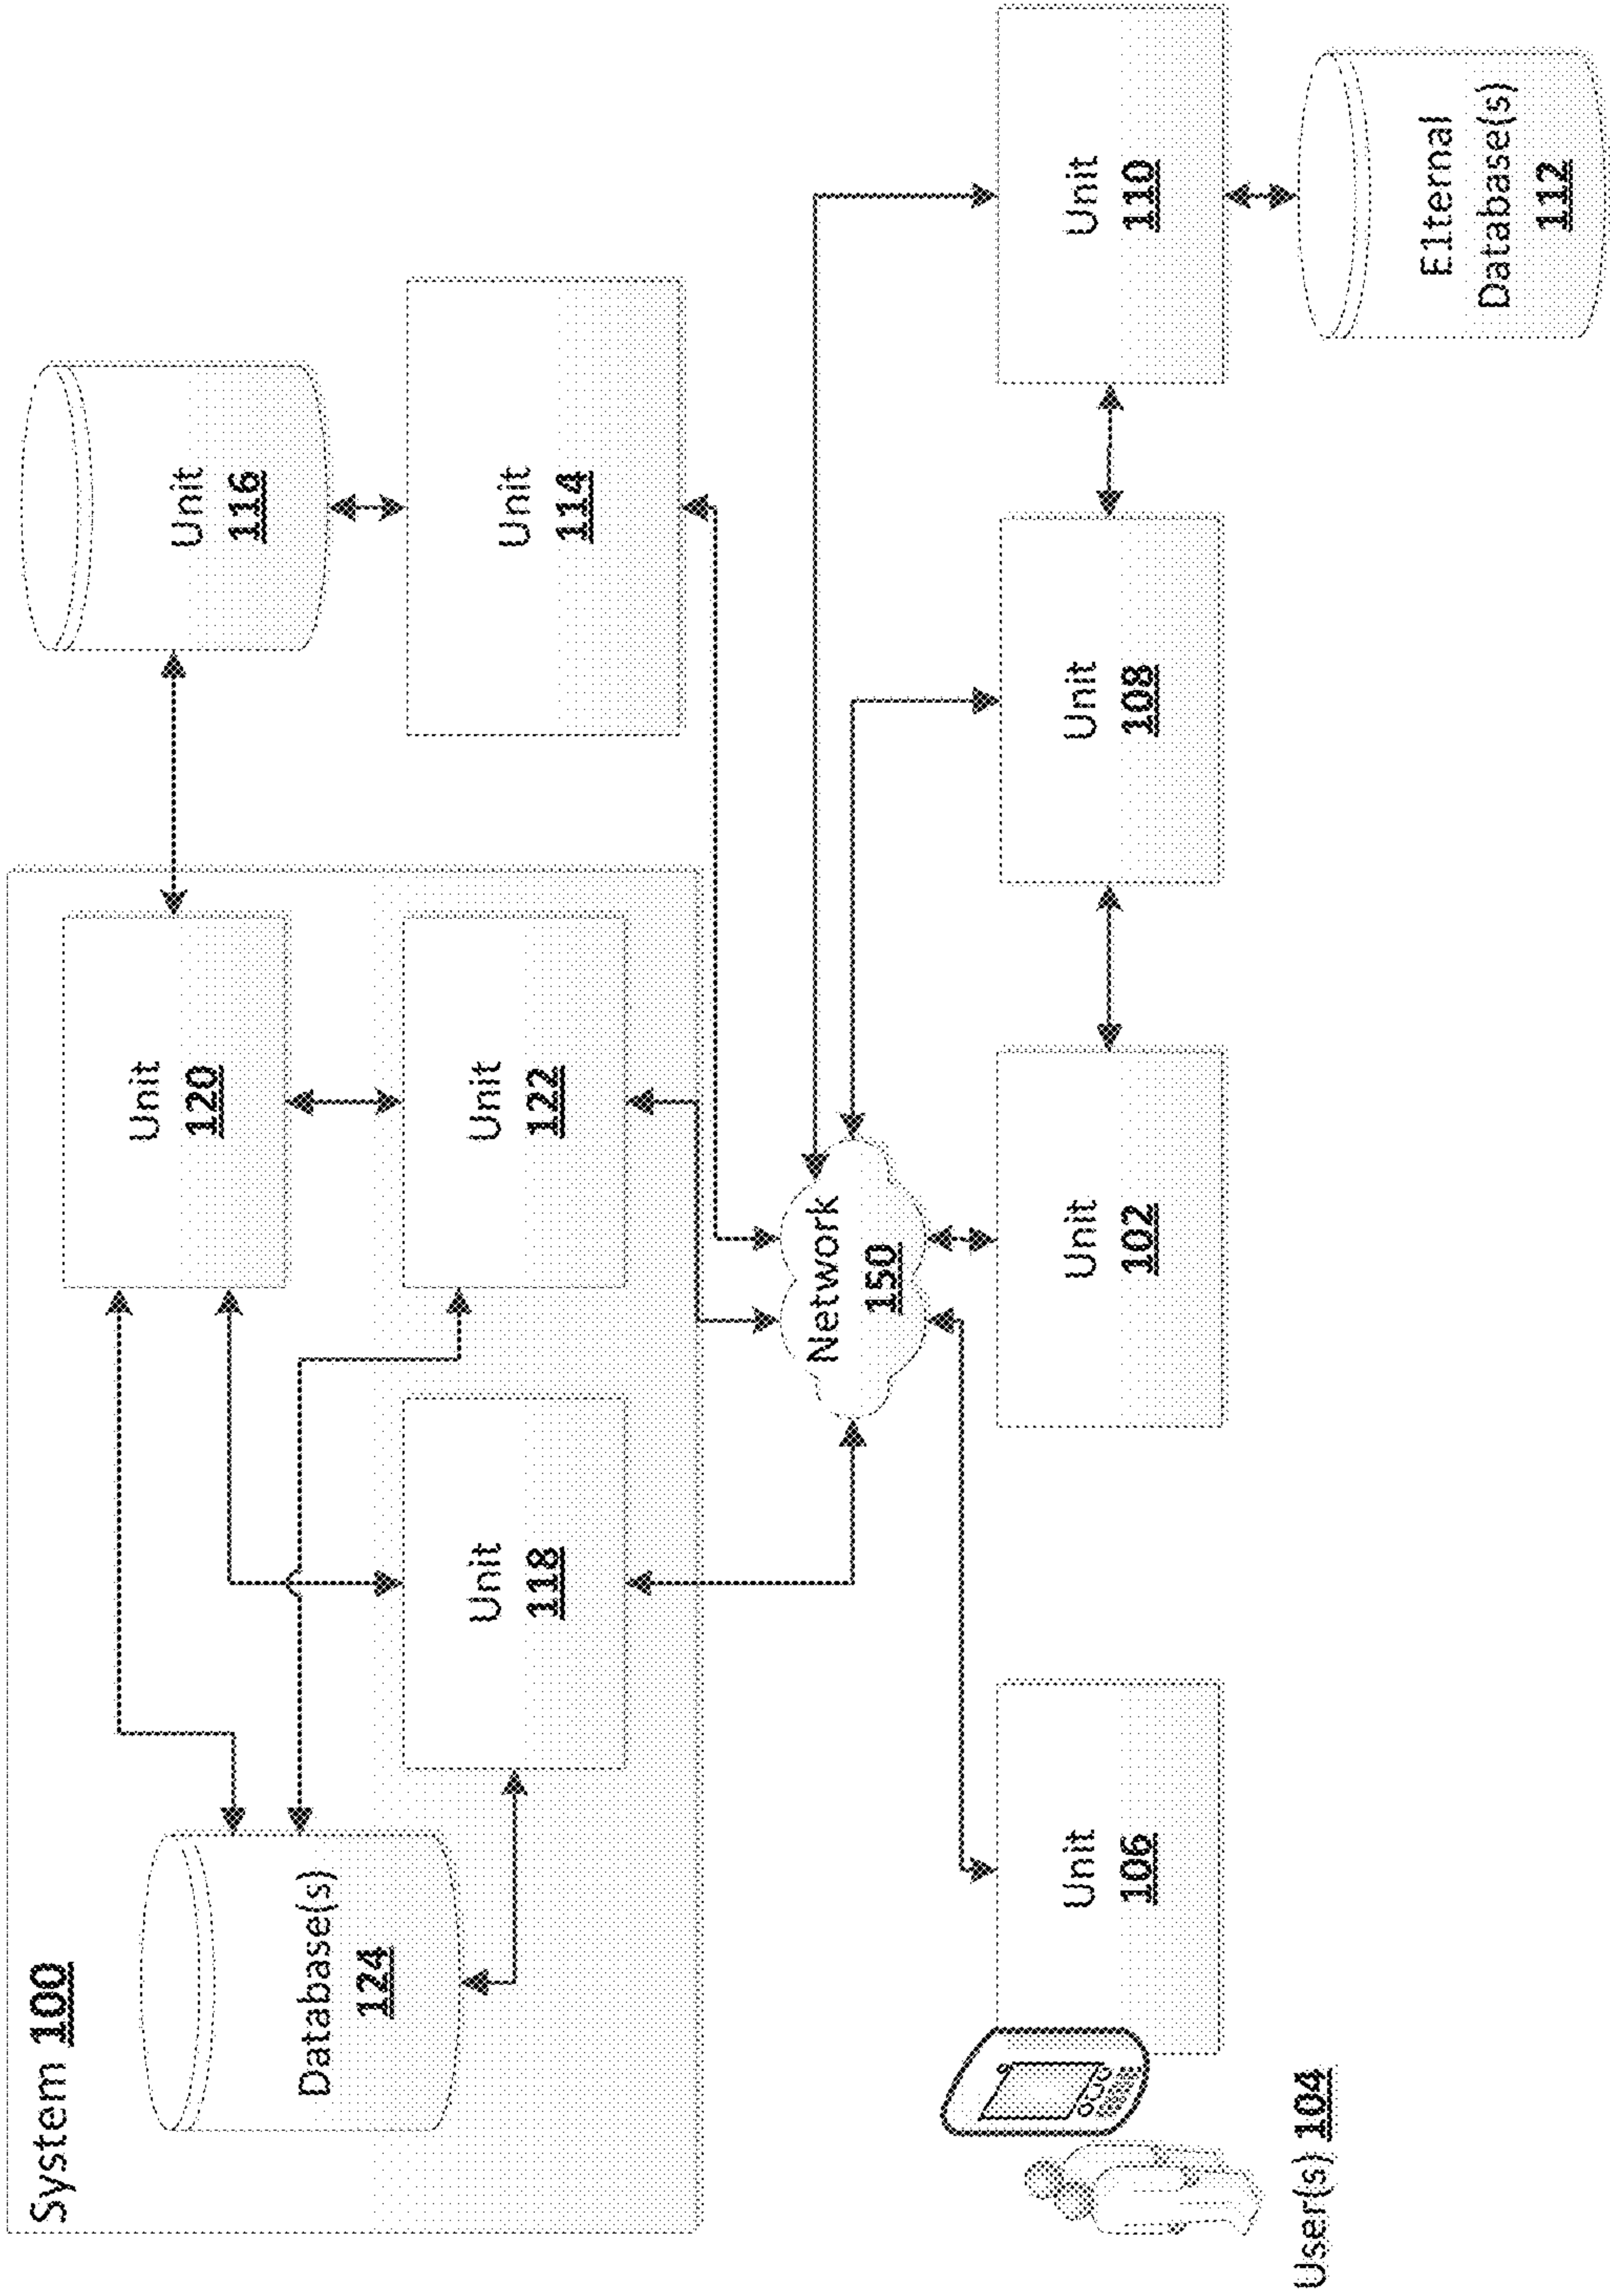 System 100
Database(s)
124
Unit
118
Unit
120
Unit
122
Unit
116
Unit
114
Network
150
User(s) 104
Unit
106
Unit
102
Unit
108
Unit
110
E1ternal
Database(s)
112